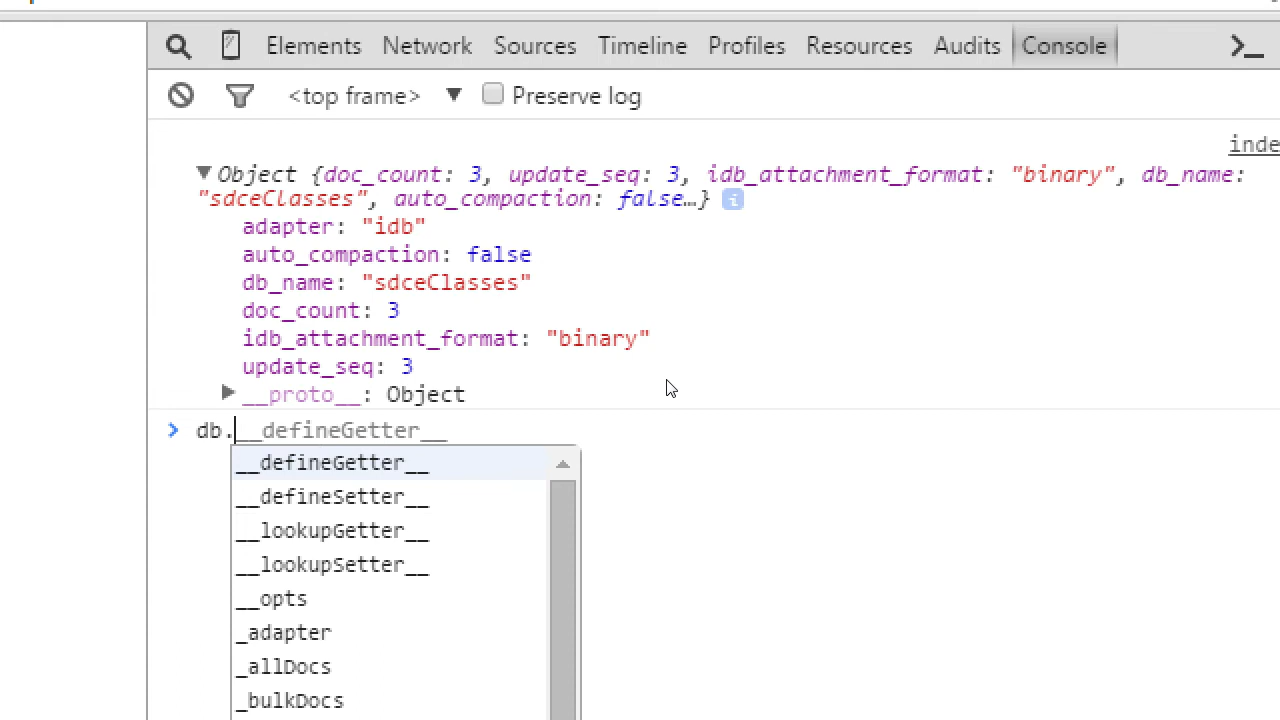 Elements Network Sources Timeline Profiles Resources Audits Console
<top frame> Preserve log
inde
Object {doc_count: 3, update_seq: 3, idb_attachment_format: "binary", db_name:
"sdceClasses", auto_compaction: false…}
adapter: "idb"
auto_compaction: false
db_name: "sdceClasses"
doc_count: 3
idb_attachment_format: "binary"
update_seq: 3
__proto__: Object
db.__defineGetter__
__defineGetter__
__defineSetter__
__lookupGetter__
__lookupSetter__
__opts
_adapter
_allDocs
_bulkDocs